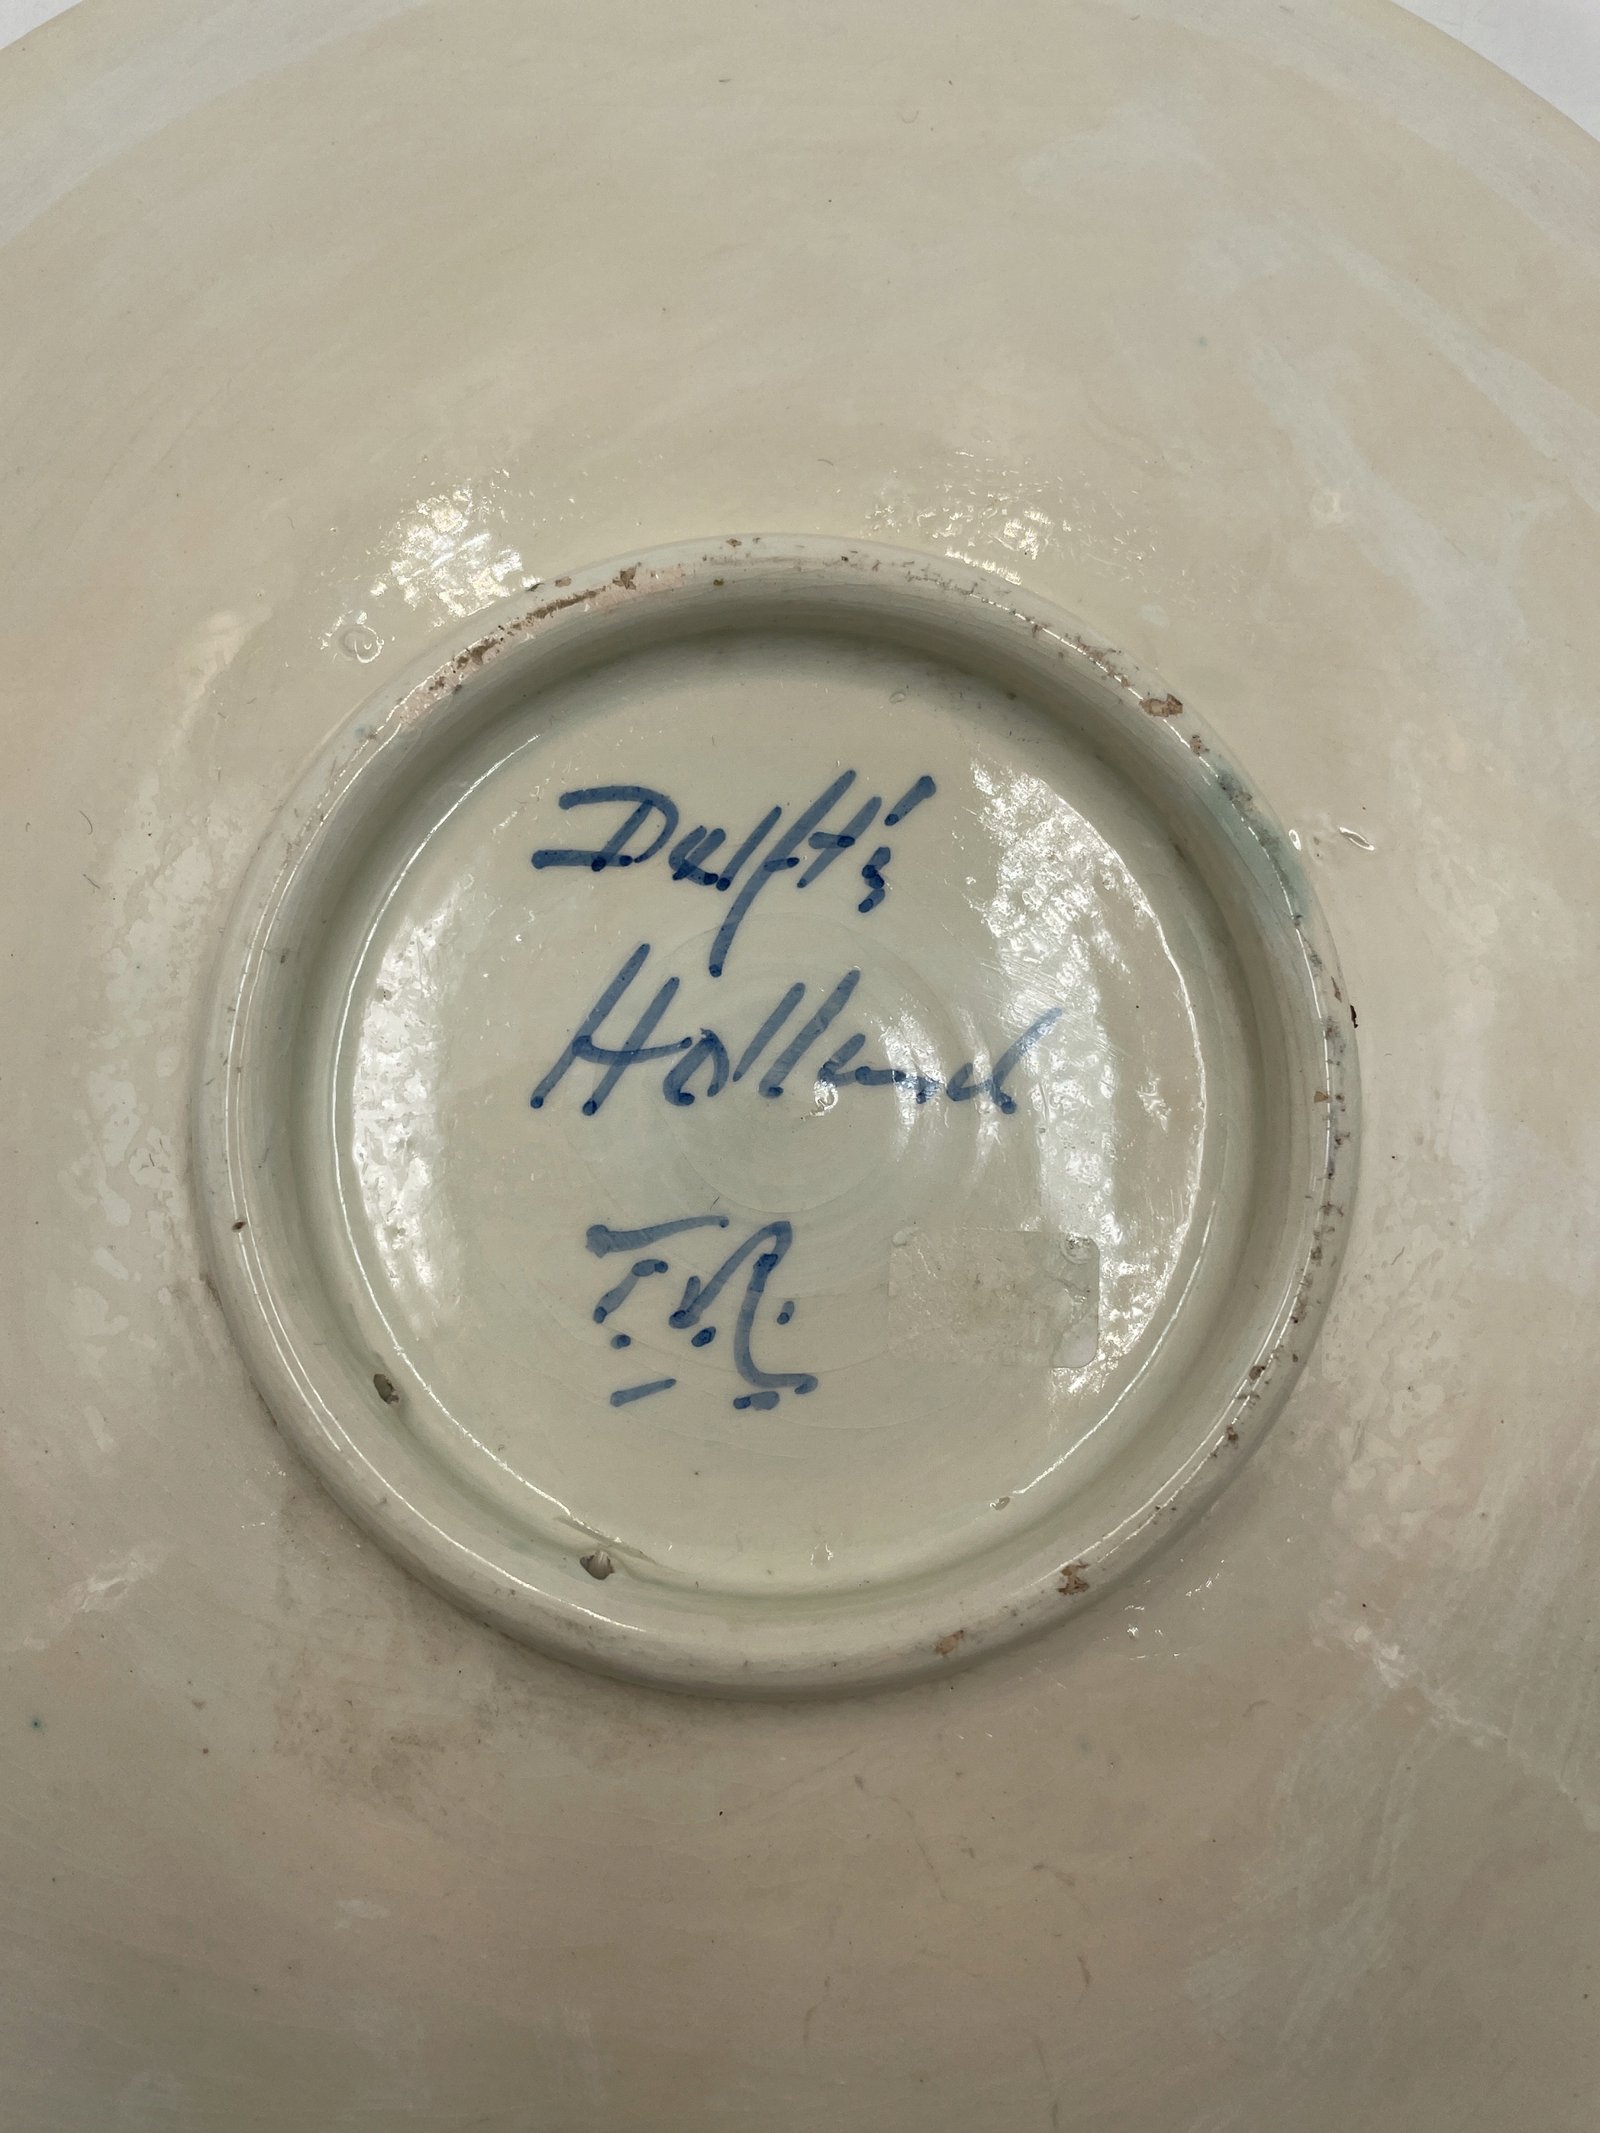 Delft's
Holland
T.v.R.